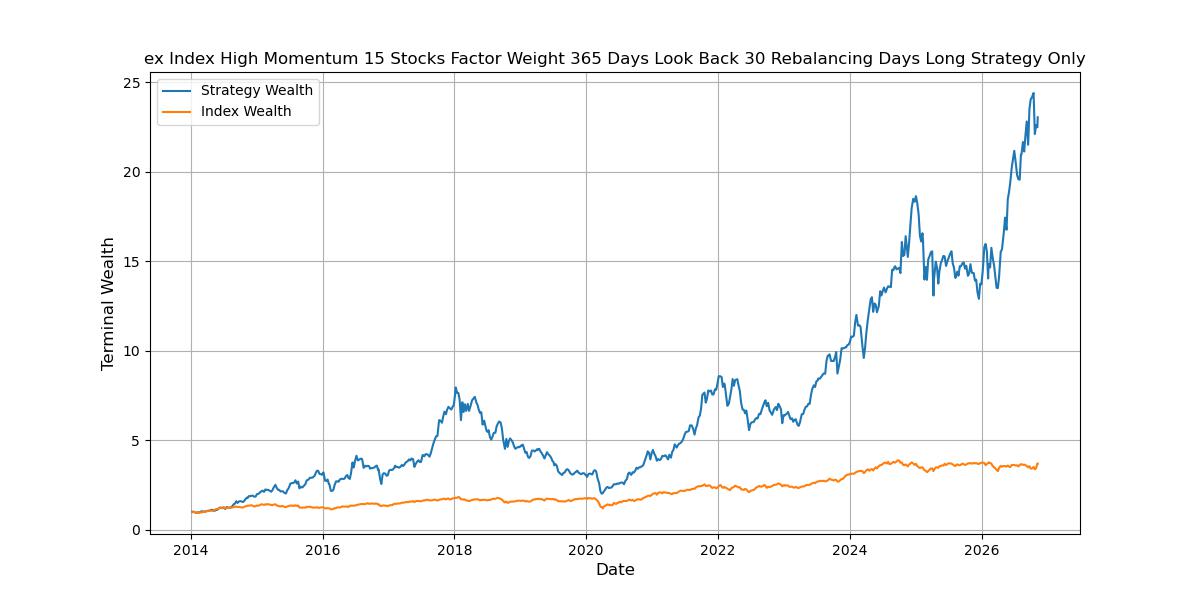 ex Index High Momentum 15 Stocks Factor Weight 365 Days Look Back 30 Rebalancing Days Long Strategy Only
Strategy Wealth
Index Wealth
25
20
15
10
5
0
Terminal Wealth
2014 2016 2018 2020 2022 2024 2026
Date